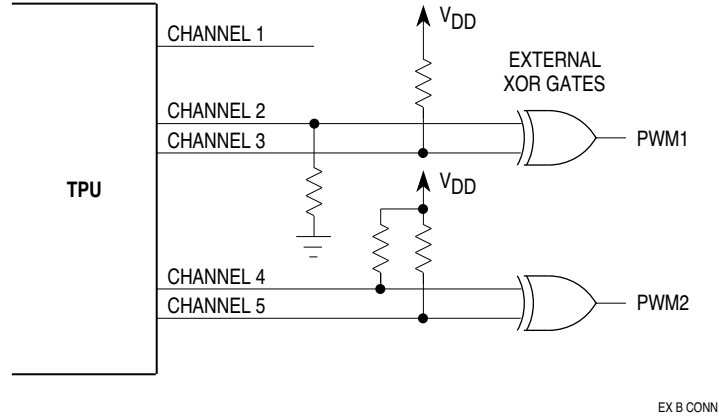 VDD
CHANNEL 1
EXTERNAL
XOR GATES
CHANNEL 2
CHANNEL 3
PWM1
TPU
VDD
CHANNEL 4
CHANNEL 5
PWM2
EX B CONN